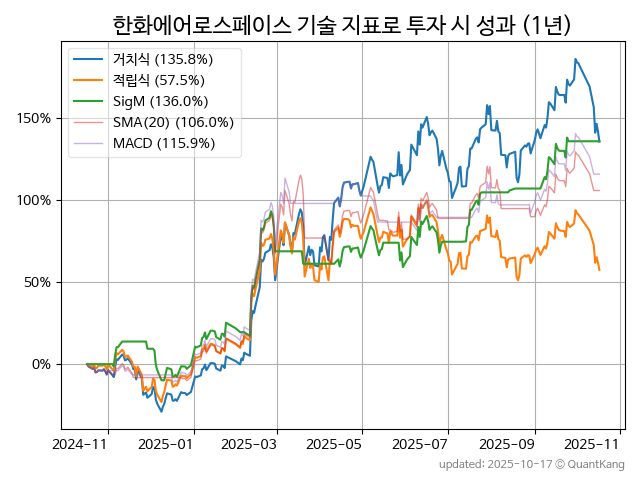 한화에어로스페이스 기술 지표로 투자 시 성과 (1년)
거치식 (135.8%)
적립식 (57.5%)
SigM (136.0%)
SMA(20) (106.0%)
MACD (115.9%)
150%
100%
50%
0%
2024-11 2025-01 2025-03 2025-05 2025-07 2025-09 2025-11
updated: 2025-10-17 © QuantKang